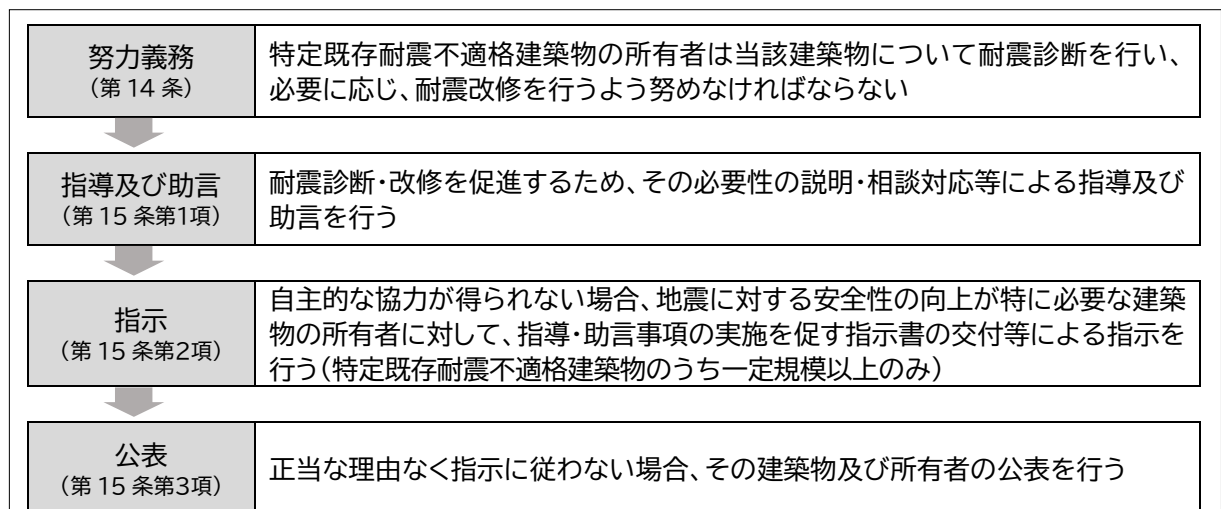 努力義務
(第 14 条)
特定既存耐震不適格建築物の所有者は当該建築物について耐震診断を行い、
必要に応じ、耐震改修を行うよう努めなければならない
指導及び助言
(第 15 条第1項)
耐震診断・改修を促進するため、その必要性の説明・相談対応等による指導及び
助言を行う
指示
(第 15 条第2項)
自主的な協力が得られない場合、地震に対する安全性の向上が特に必要な建築
物の所有者に対して、指導・助言事項の実施を促す指示書の交付等による指示を
行う(特定既存耐震不適格建築物のうち一定規模以上のみ)
公表
(第 15 条第3項)
正当な理由なく指示に従わない場合、その建築物及び所有者の公表を行う